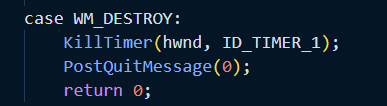 case WM_DESTROY:
    KillTimer(hwnd, ID_TIMER_1);
    PostQuitMessage(0);
    return 0;